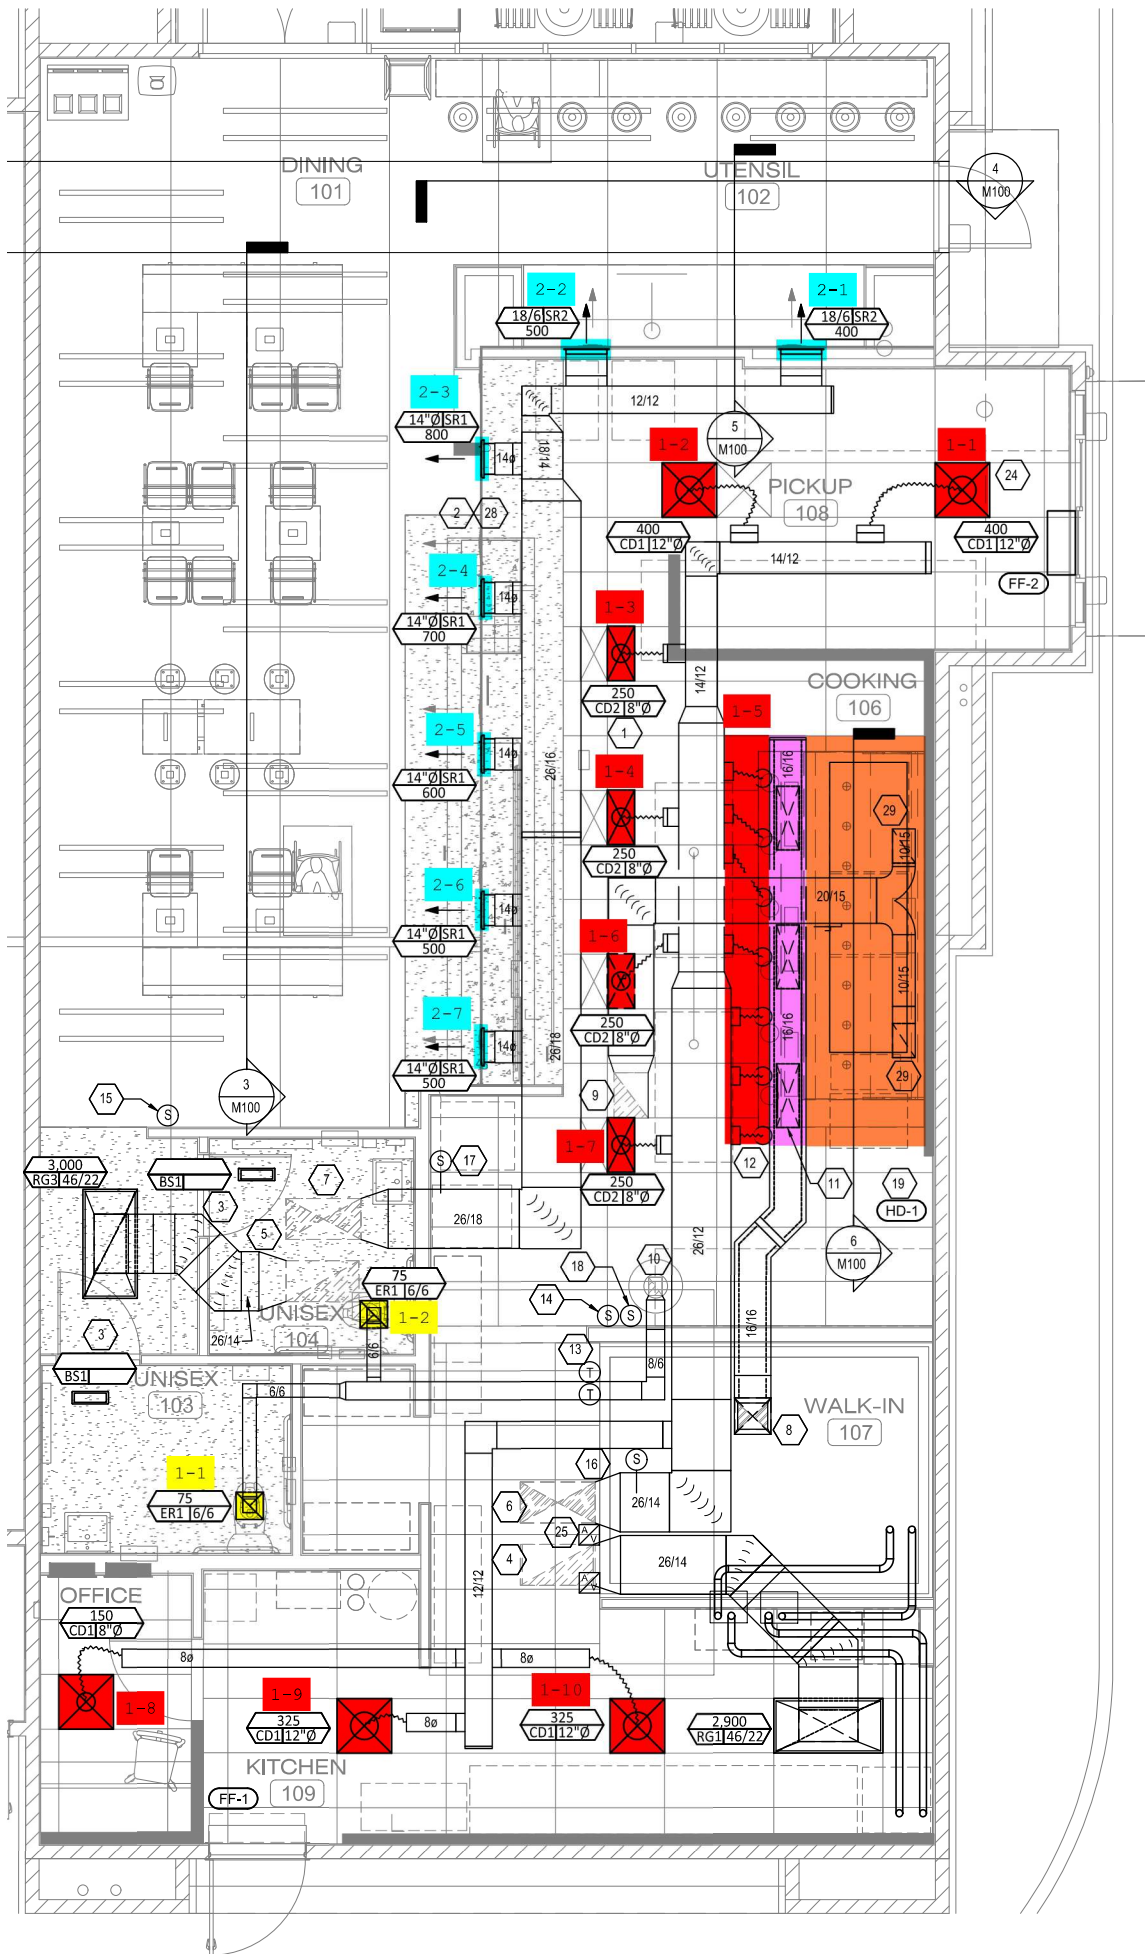 DINING
101
UTENSIL
102
4
M100
2-2
18/6 SR2
500
2-1
18/6 SR2
400
2-3
14"Ø SR1
800
12/12
18/14
14ø
5
M100
1-2
1-1
24
PICKUP
108
400
CD1 12"Ø
400
CD1 12"Ø
FF-2
14/12
2
28
2-4
14ø
14"Ø SR1
700
1-3
250
CD2 8"Ø
14/12
1
COOKING
106
1-5
2-5
14ø
14"Ø SR1
600
26/16
1-4
250
CD2 8"Ø
16/16
29
10/15
20/15
2-6
14ø
14"Ø SR1
500
1-6
250
CD2 8"Ø
10/15
16/16
2-7
14ø
14"Ø SR1
500
26/18
29
3
M100
15
S
9
1-7
250
CD2 8"Ø
12
11
19
HD-1
3,000
RG3 46/22
BS1
7
S
17
3
5
26/18
26/12
6
M100
75
ER1 6/6
1-2
18
10
14
S
S
UNISEX
104
26/14
16/16
3
BS1
6/6
13
T
T
8/6
UNISEX
103
6/6
WALK-IN
107
8
1-1
75
ER1 6/6
16
S
26/14
6
25
A
V
4
26/14
A
V
12/12
OFFICE
150
CD1 8"Ø
8ø
8ø
1-8
1-9
325
CD1 12"Ø
8ø
1-10
325
CD1 12"Ø
2,900
RG1 46/22
KITCHEN
109
FF-1